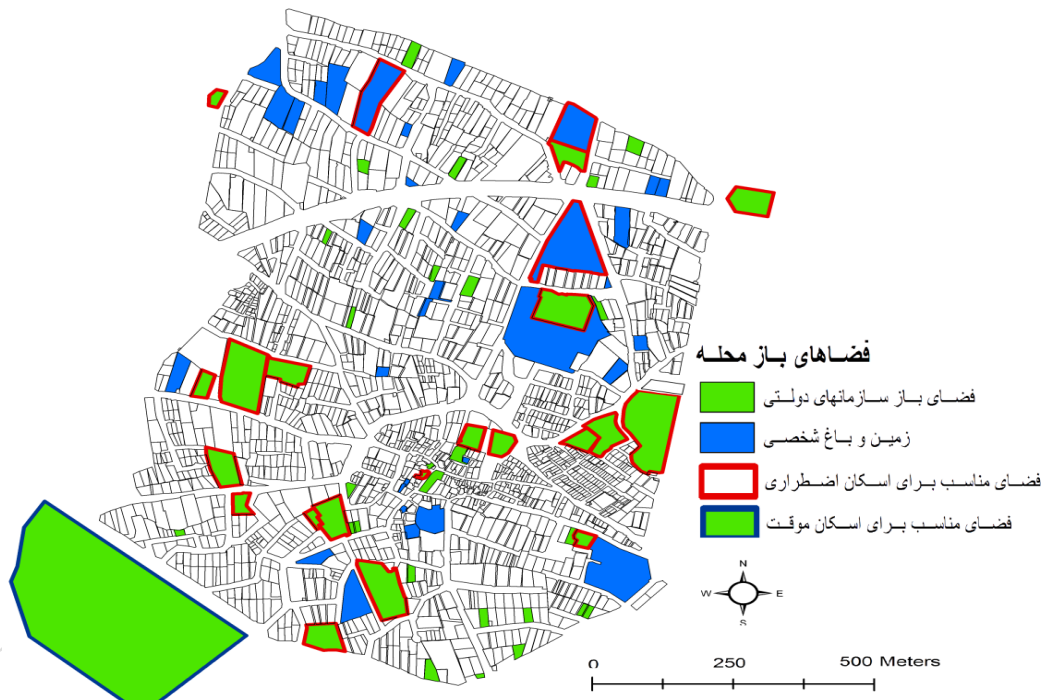 فضاهای باز محله
فضای باز سازمانهای دولتی
زمین و باغ شخصی
فضای مناسب برای اسکان اضطراری
فضای مناسب برای اسکان موقت
N
W E
S
0 250 500 Meters